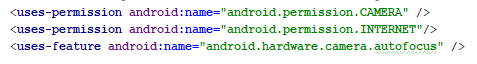 <uses-permission android:name="android.permission.CAMERA" />
<uses-permission android:name="android.permission.INTERNET"/>
<uses-feature android:name="android.hardware.camera.autofocus" />